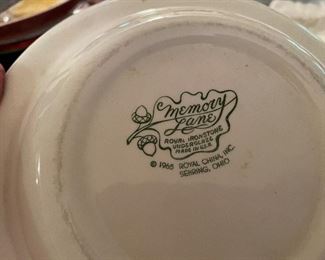 Memory
Lane
ROYAL IRONSTONE
UNDERGLAZE
MADE IN U.S.A.
© 1965 ROYAL CHINA, INC.
SEBRING, OHIO